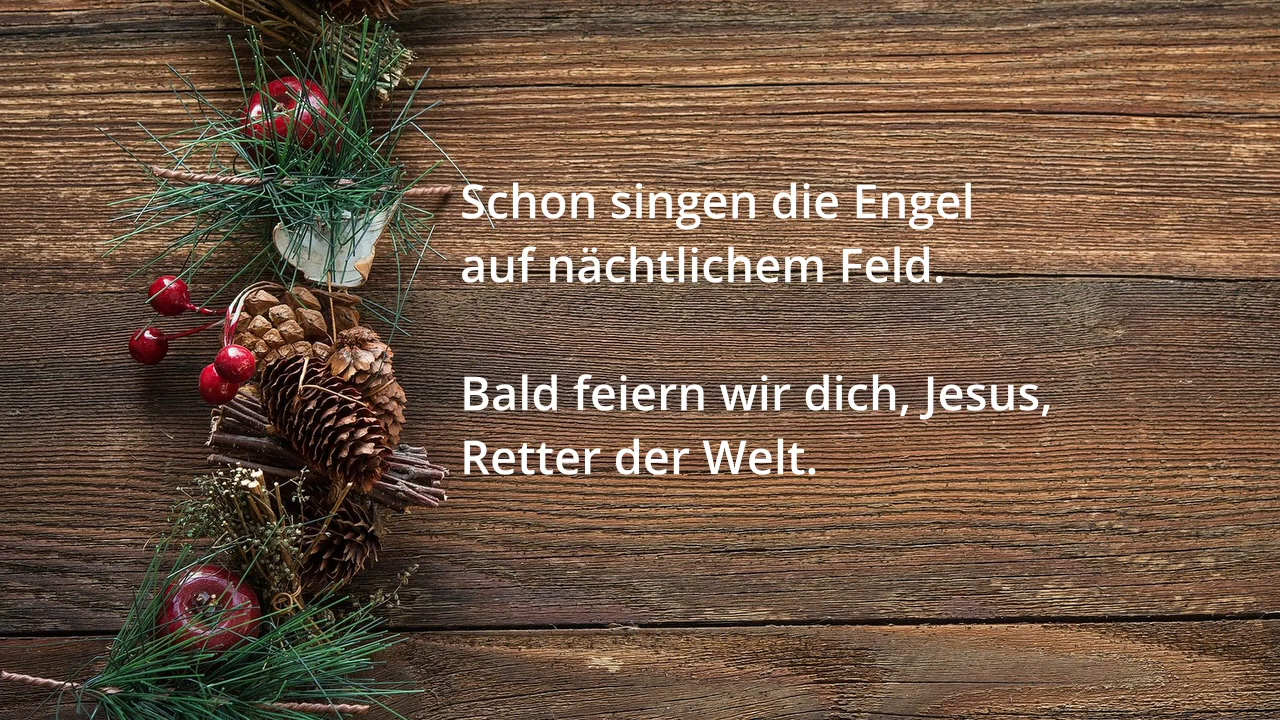 Schon singen die Engel
auf nächtlichem Feld.
Bald feiern wir dich, Jesus,
Retter der Welt.